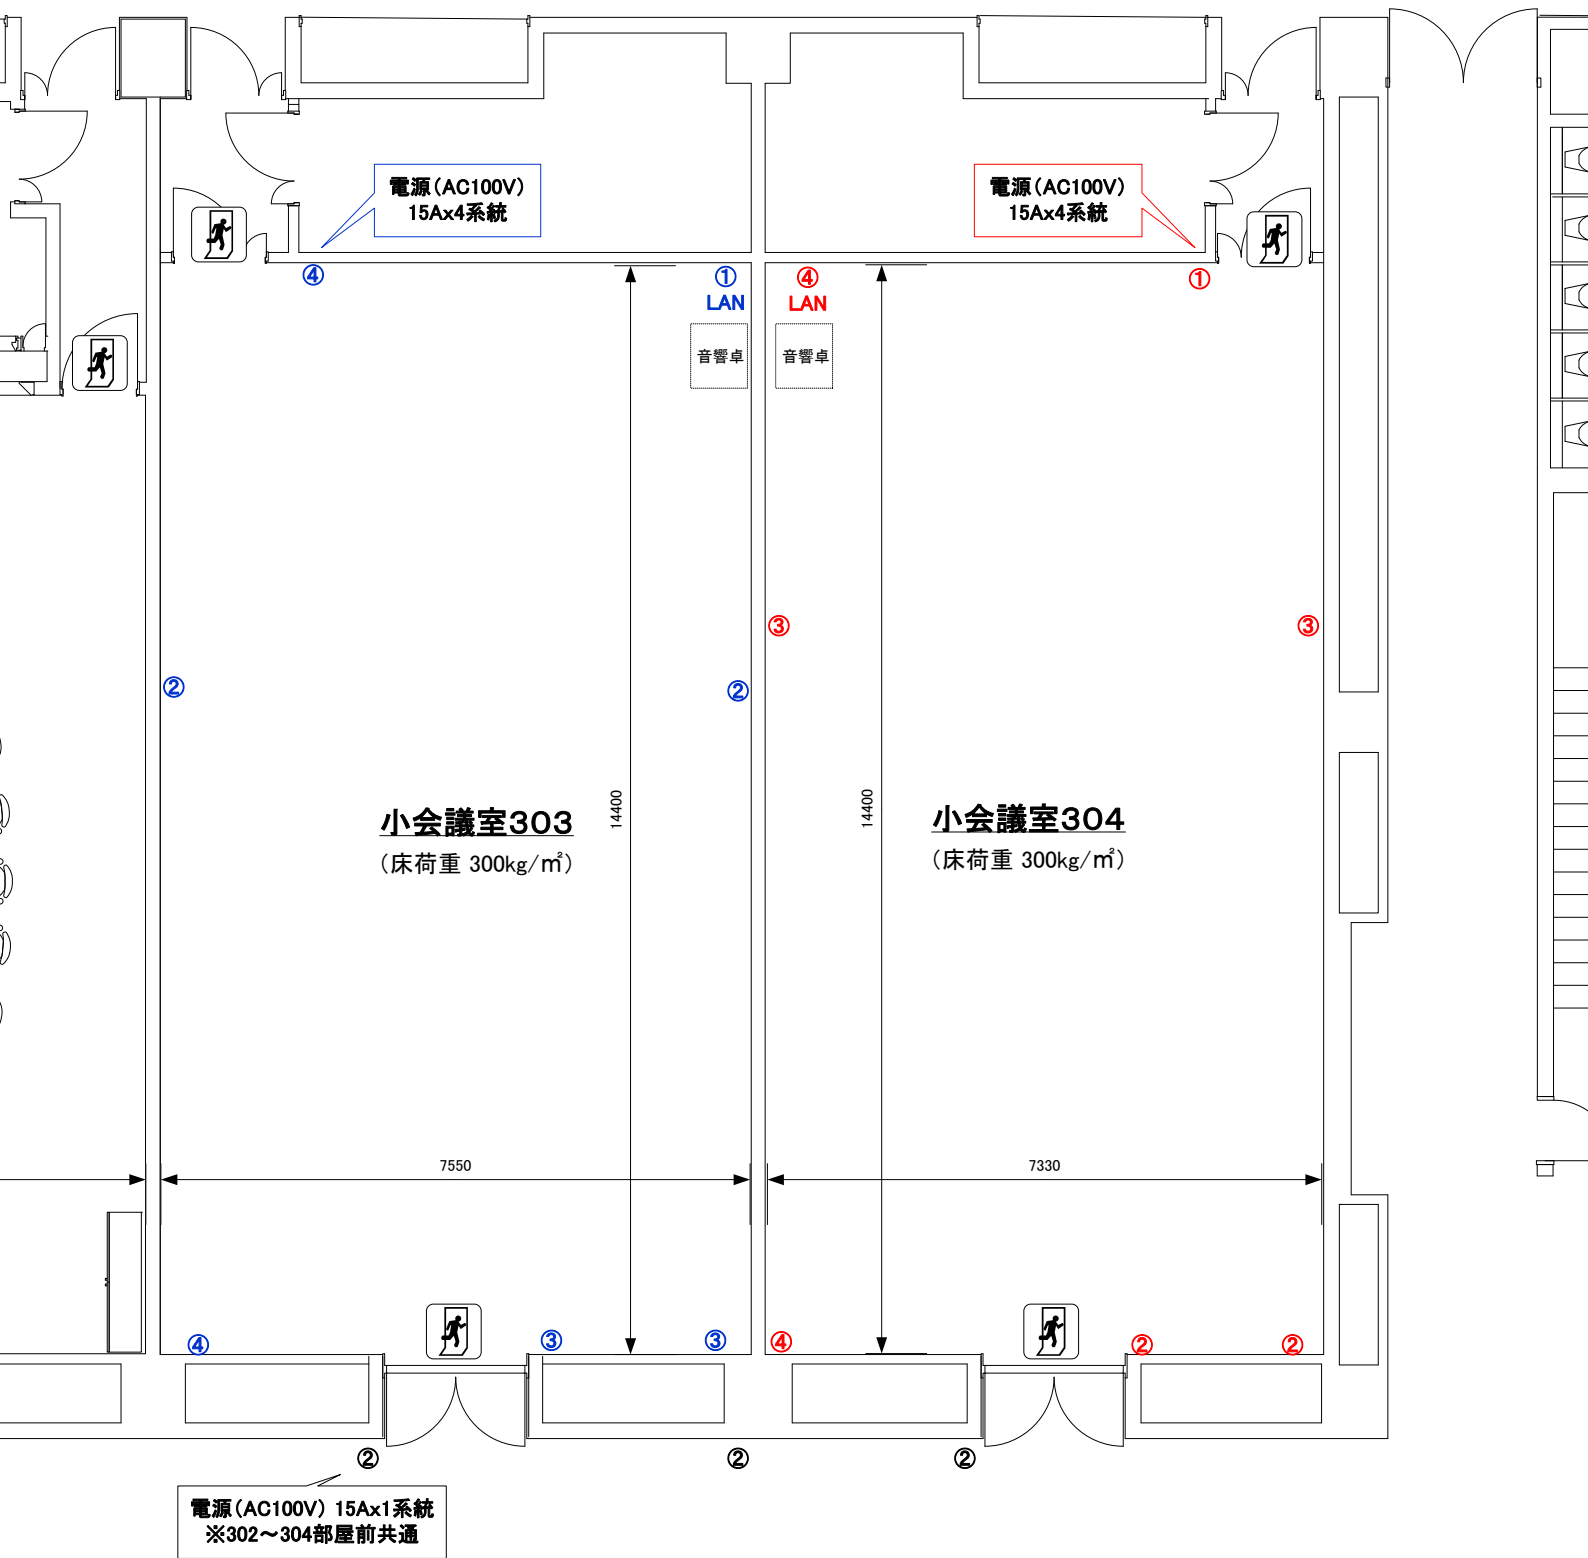 電源(AC100V)
15Ax4系統
電源(AC100V)
15Ax4系統
④
①
LAN
④
LAN
①
音響卓
音響卓
③
③
②
②
小会議室303
(床荷重 300kg/㎡)
14400
14400
小会議室304
(床荷重 300kg/㎡)
7550
7330
④
③
③
④
②
②
②
②
②
電源(AC100V) 15Ax1系統
※302～304部屋前共通